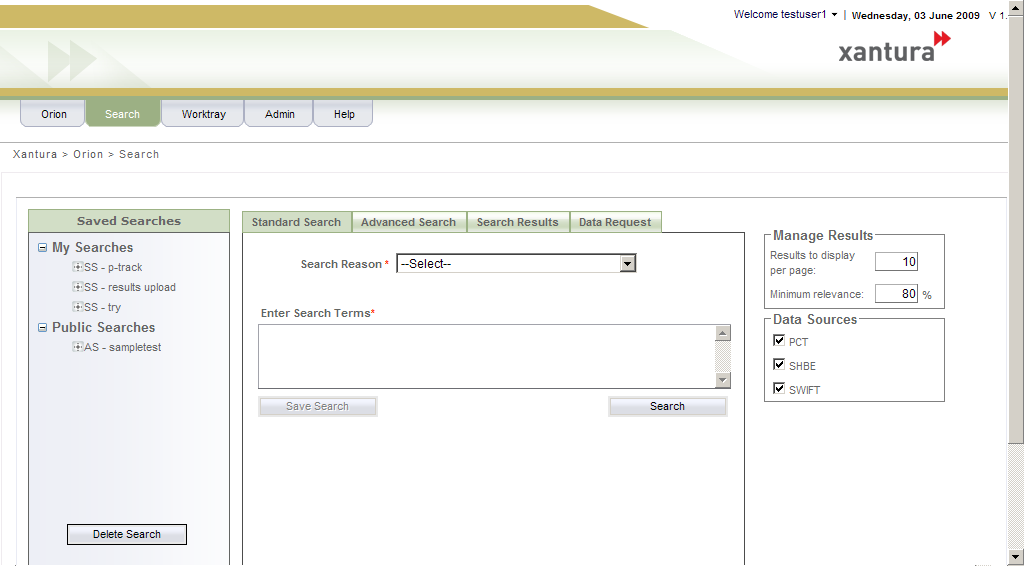 Welcome testuser1 | Wednesday, 03 June 2009 V 1.
xantura
Orion Search Worktray Admin Help
Xantura > Orion > Search
Saved Searches
My Searches
SS - p-track
SS - results upload
SS - try
Public Searches
AS - sampletest
Delete Search
Standard Search Advanced Search Search Results Data Request
Search Reason * --Select--
Enter Search Terms*
Save Search Search
Manage Results
Results to display
per page: 10
Minimum relevance: 80 %
Data Sources
PCT
SHBE
SWIFT